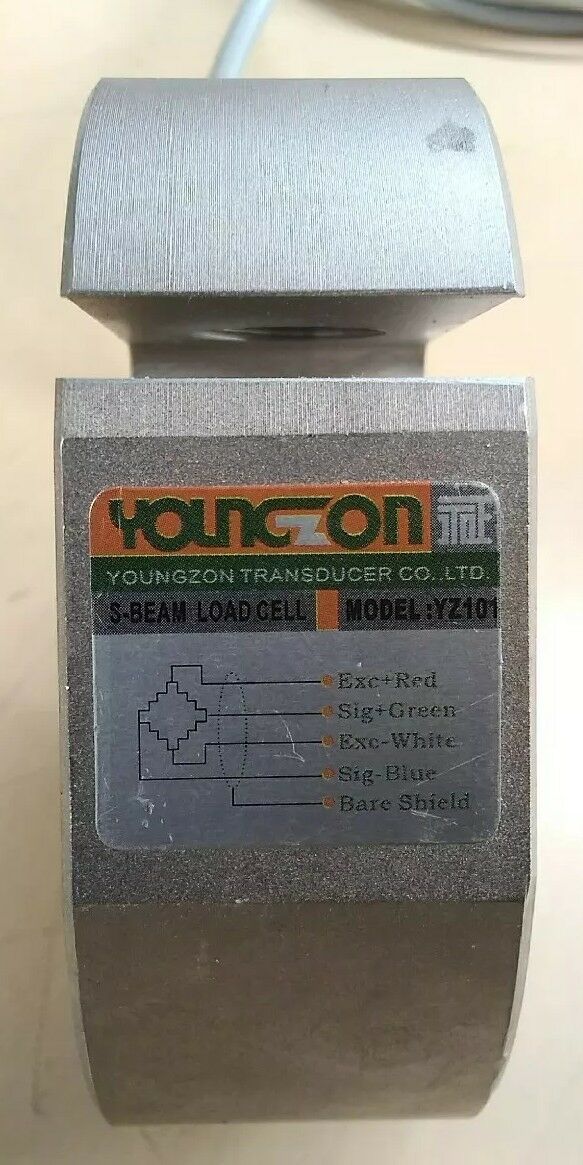 YOUNGZON
YOUNGZON TRANSDUCER CO.,LTD.
S-BEAM LOAD CELL MODEL:YZ101
Exc+Red
Sig+Green
Exc-White
Sig-Blue
Bare Shield